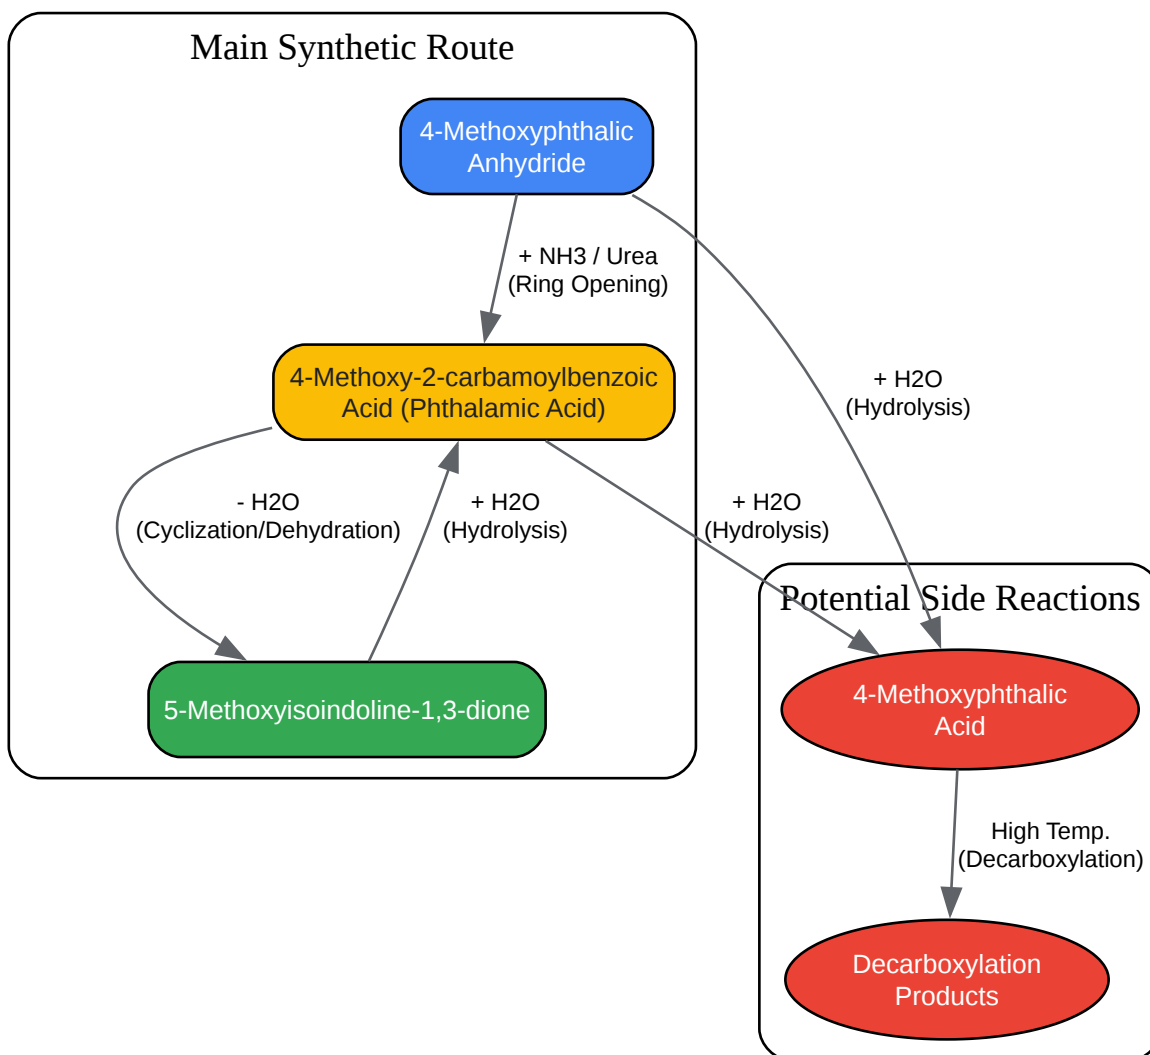 Main Synthetic Route
4-Methoxyphthalic
Anhydride
+ NH3 / Urea
(Ring Opening)
+ H2O
(Hydrolysis)
4-Methoxy-2-carbamoylbenzoic
Acid (Phthalamic Acid)
- H2O
(Cyclization/Dehydration)
+ H2O
(Hydrolysis)
+ H2O
(Hydrolysis)
5-Methoxyisoindoline-1,3-dione
Potential Side Reactions
4-Methoxyphthalic
Acid
High Temp.
(Decarboxylation)
Decarboxylation
Products